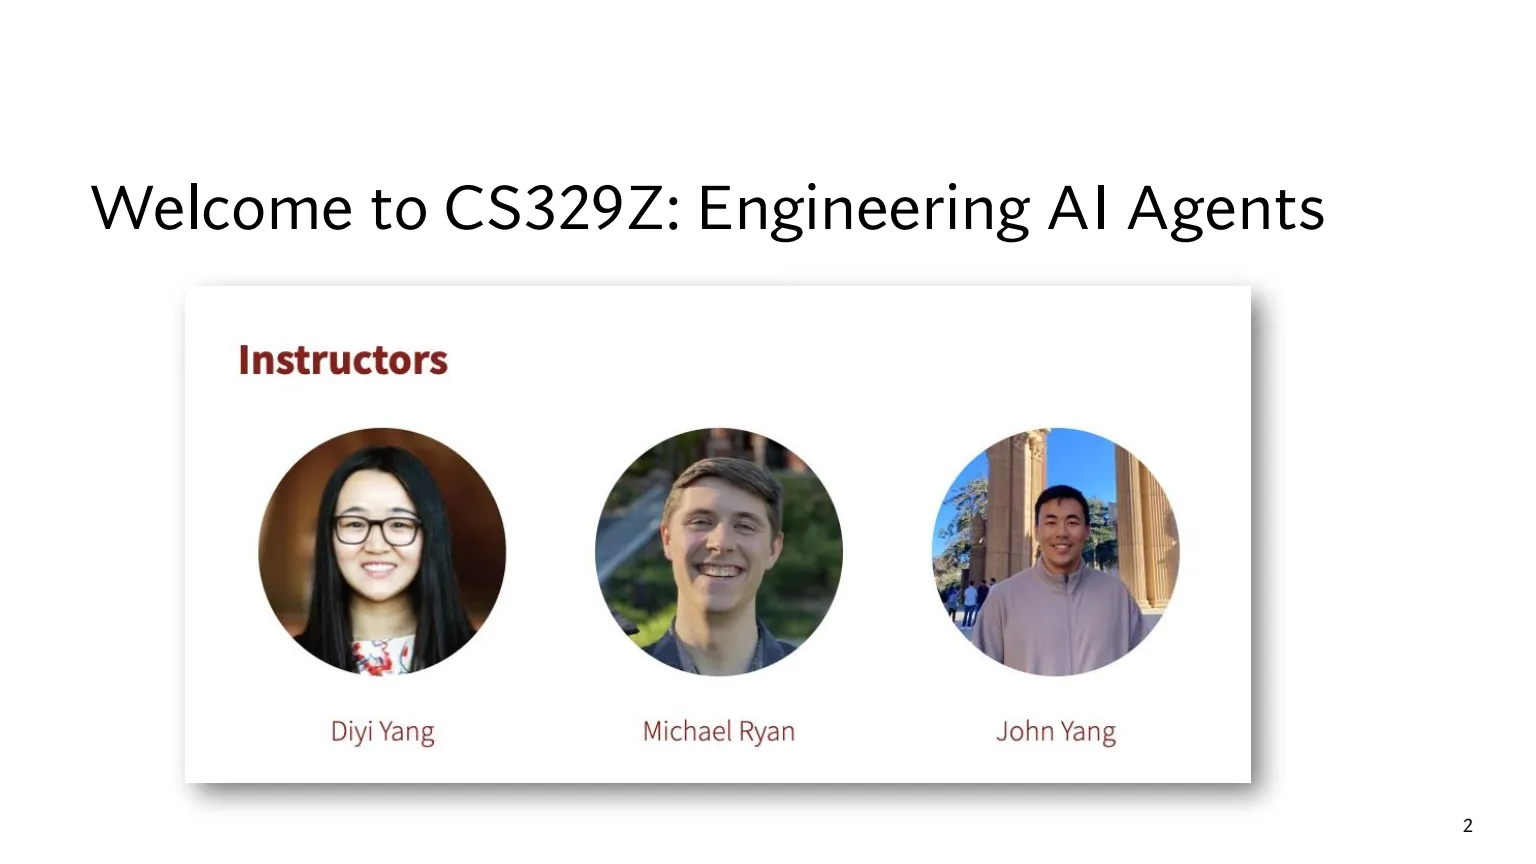 Welcome to CS329Z: Engineering AI Agents
Instructors
Diyi Yang
Michael Ryan
John Yang
2